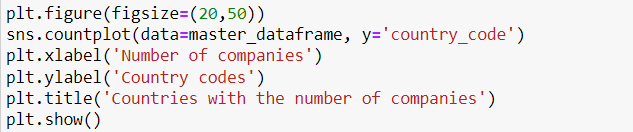 plt.figure(figsize=(20,50))
sns.countplot(data=master_dataframe, y='country_code')
plt.xlabel('Number of companies')
plt.ylabel('Country codes')
plt.title('Countries with the number of companies')
plt.show()